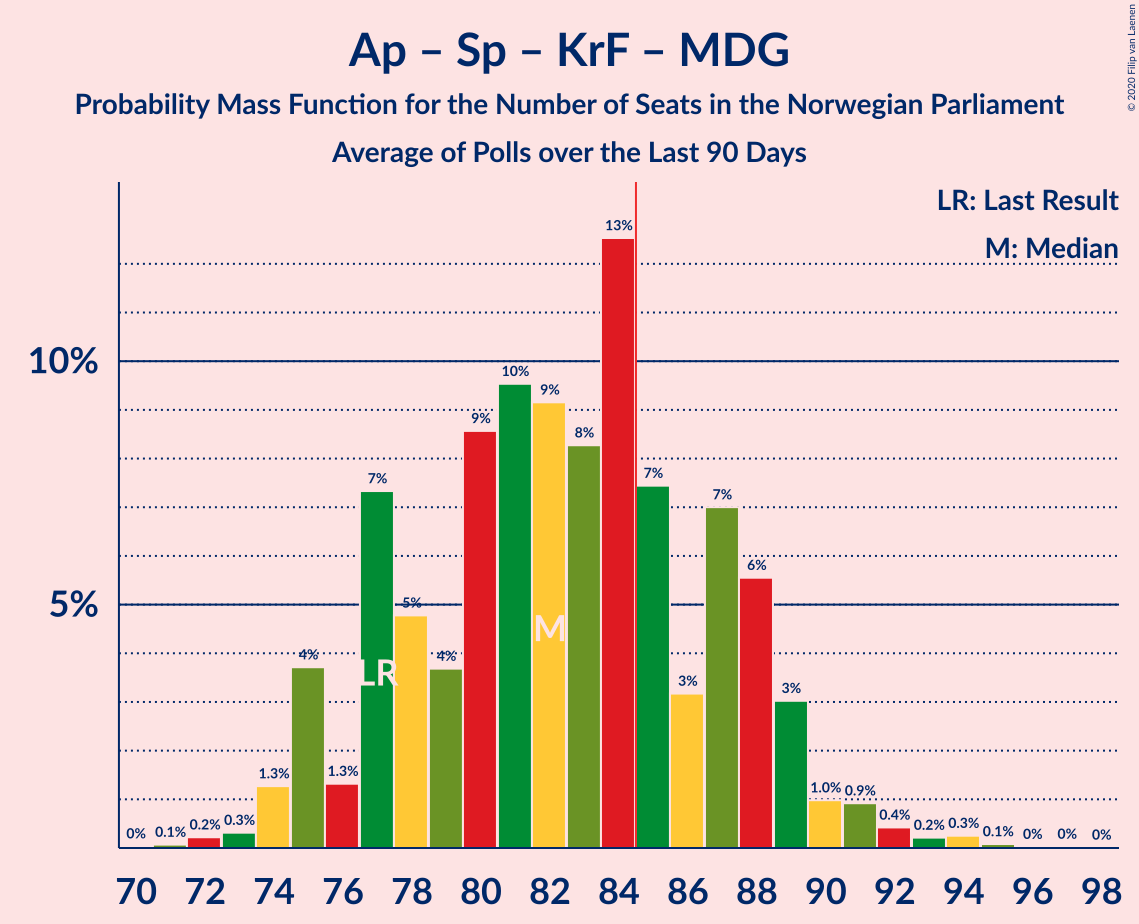 Ap – Sp – KrF – MDG
Probability Mass Function for the Number of Seats in the Norwegian Parliament
Average of Polls over the Last 90 Days
© 2020 Filip van Laenen
LR: Last Result
M: Median
10%
5%
0% 0.1% 0.2% 0.3% 1.3% 4% 1.3% 7% 5% 4% 9% 10% 9% 8% 13% 7% 3% 7% 6% 3% 1.0% 0.9% 0.4% 0.2% 0.3% 0.1% 0% 0% 0%
LR
M
70 72 74 76 78 80 82 84 86 88 90 92 94 96 98